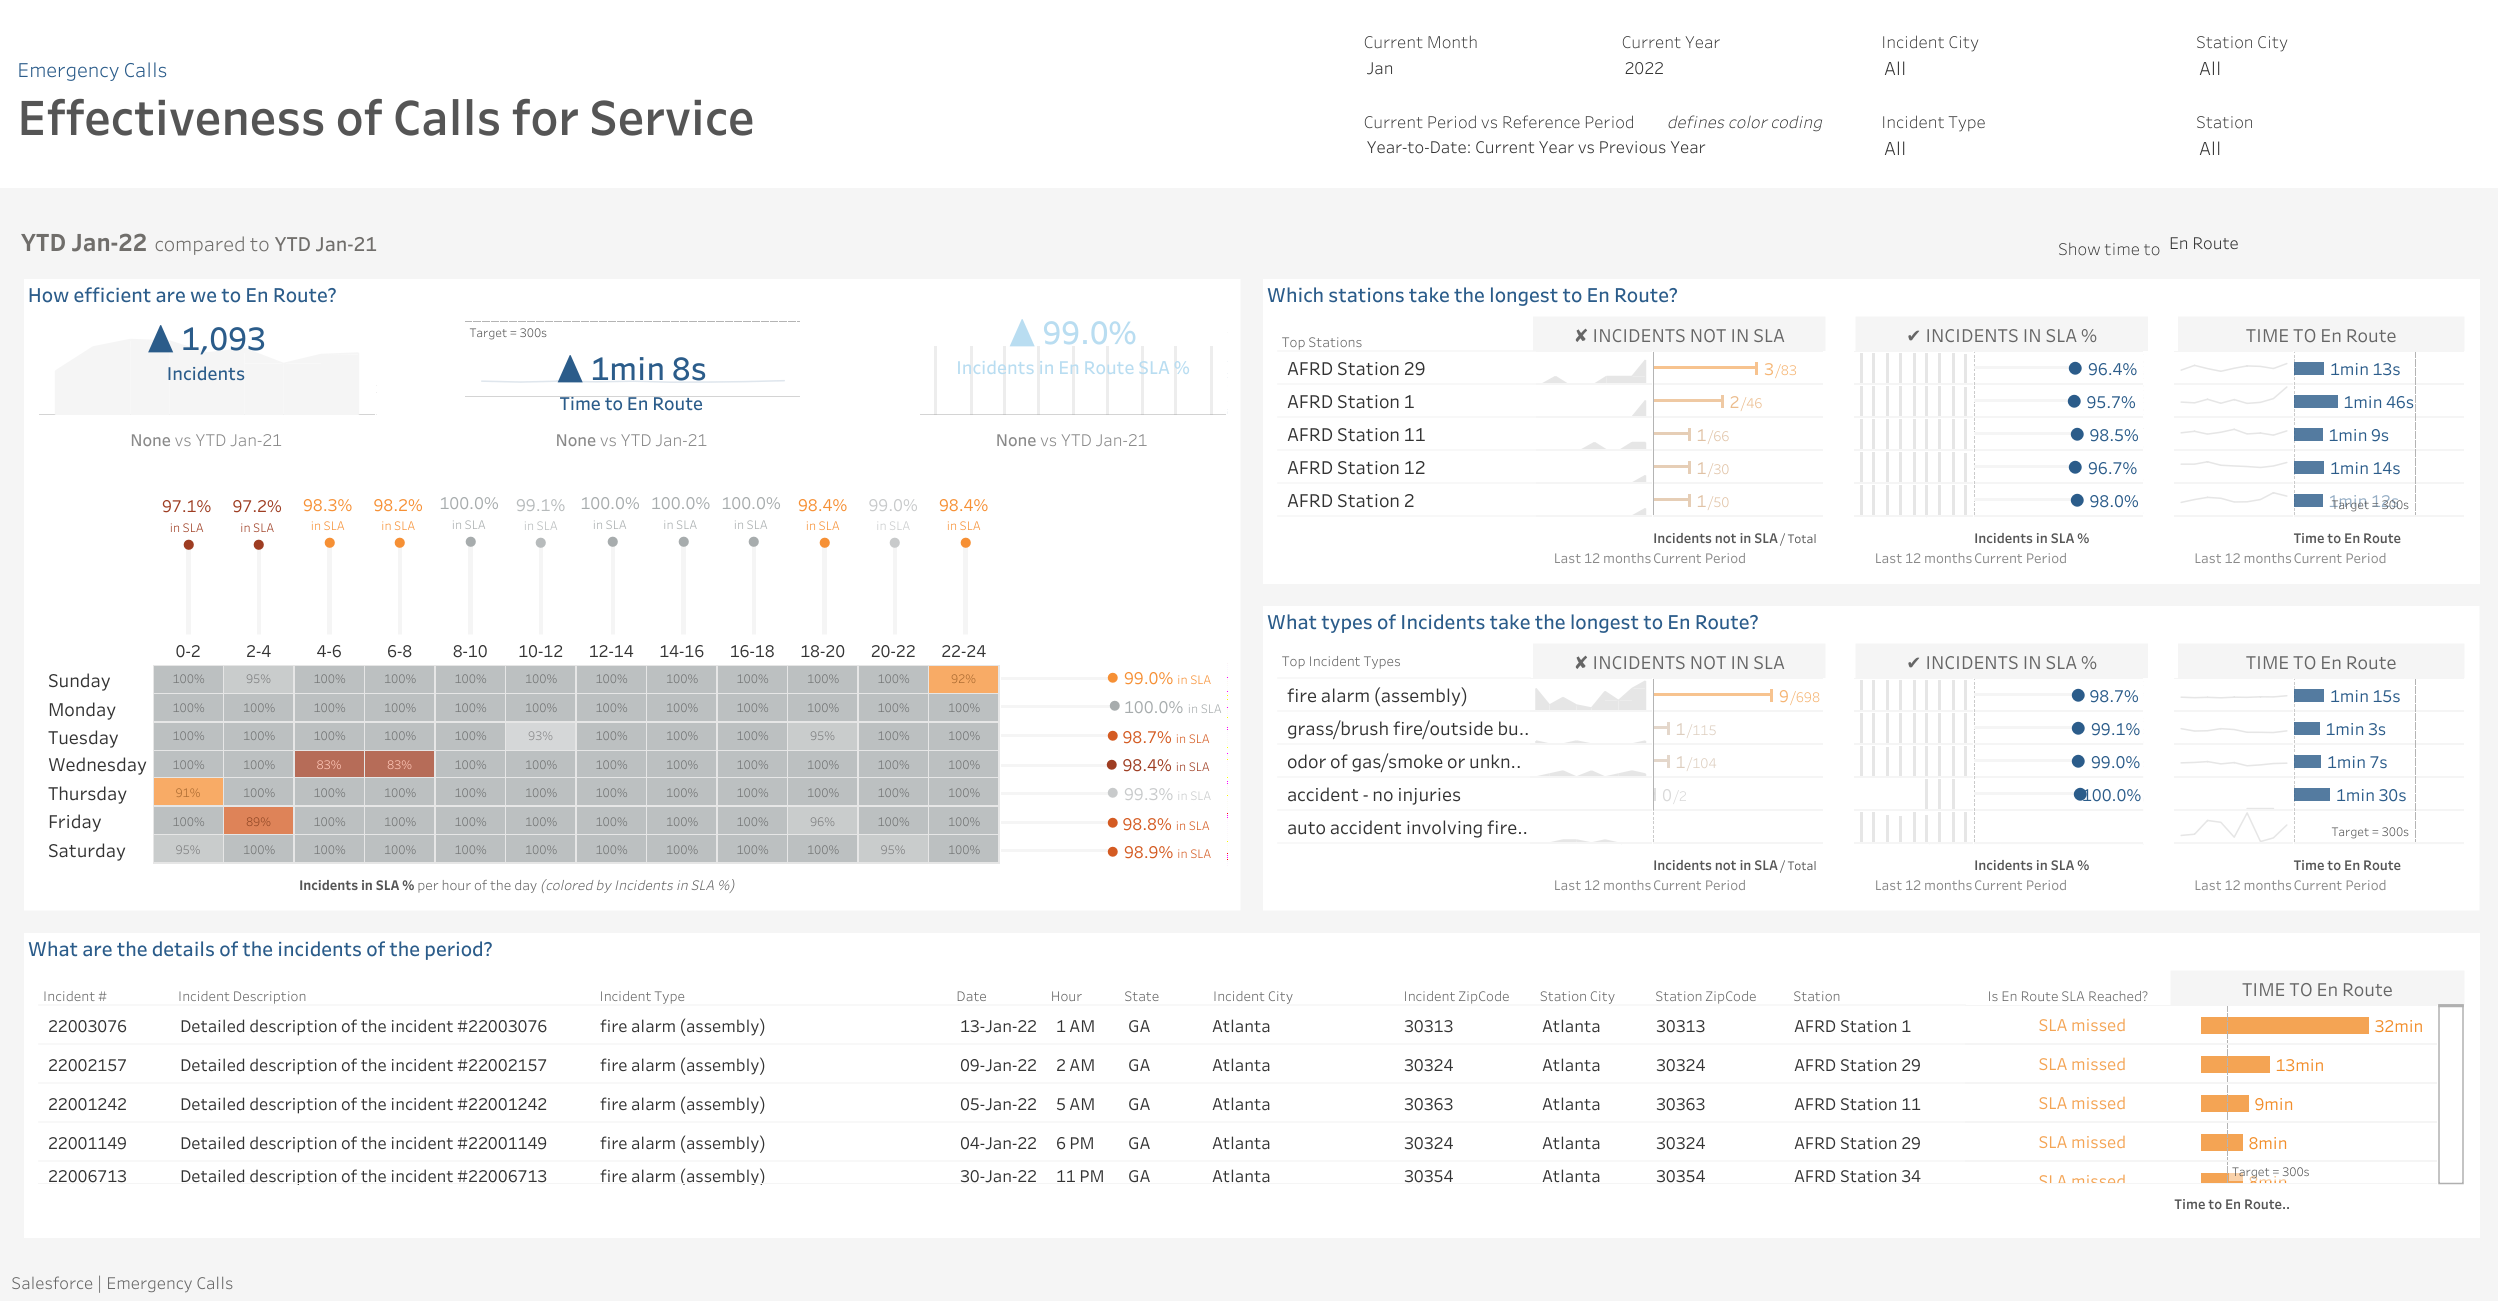 Emergency Calls
Effectiveness of Calls for Service
Current Month
Jan
Current Year
2022
Incident City
All
Station City
All
Current Period vs Reference Period defines color coding
Year-to-Date: Current Year vs Previous Year
Incident Type
All
Station
All
YTD Jan-22 compared to YTD Jan-21
Show time to En Route
How efficient are we to En Route?
▲ 1,093
Incidents
None vs YTD Jan-21
Target = 300s
▲ 1min 8s
Time to En Route
None vs YTD Jan-21
▲ 99.0%
Incidents in En Route SLA %
None vs YTD Jan-21
97.1% 97.2% 98.3% 98.2% 100.0% 99.1% 100.0% 100.0% 100.0% 98.4% 99.0% 98.4%
in SLA in SLA in SLA in SLA in SLA in SLA in SLA in SLA in SLA in SLA in SLA in SLA
0-2 2-4 4-6 6-8 8-10 10-12 12-14 14-16 16-18 18-20 20-22 22-24
Sunday 100% 95% 100% 100% 100% 100% 100% 100% 100% 100% 100% 92% 99.0% in SLA
Monday 100% 100% 100% 100% 100% 100% 100% 100% 100% 100% 100% 100% 100.0% in SLA
Tuesday 100% 100% 100% 100% 100% 93% 100% 100% 100% 95% 100% 100% 98.7% in SLA
Wednesday 100% 100% 83% 83% 100% 100% 100% 100% 100% 100% 100% 100% 98.4% in SLA
Thursday 91% 100% 100% 100% 100% 100% 100% 100% 100% 100% 100% 100% 99.3% in SLA
Friday 100% 89% 100% 100% 100% 100% 100% 100% 100% 96% 100% 100% 98.8% in SLA
Saturday 95% 100% 100% 100% 100% 100% 100% 100% 100% 100% 95% 100% 98.9% in SLA
Incidents in SLA % per hour of the day (colored by Incidents in SLA %)
Which stations take the longest to En Route?
Top Stations ✘ INCIDENTS NOT IN SLA ✔ INCIDENTS IN SLA % TIME TO En Route
AFRD Station 29 3/83 96.4% 1min 13s
AFRD Station 1 2/46 95.7% 1min 46s
AFRD Station 11 1/66 98.5% 1min 9s
AFRD Station 12 1/30 96.7% 1min 14s
AFRD Station 2 1/50 98.0% 1min 12s
Target = 300s
Incidents not in SLA / Total Incidents in SLA % Time to En Route
Last 12 months Current Period Last 12 months Current Period Last 12 months Current Period
What types of Incidents take the longest to En Route?
Top Incident Types ✘ INCIDENTS NOT IN SLA ✔ INCIDENTS IN SLA % TIME TO En Route
fire alarm (assembly) 9/698 98.7% 1min 15s
grass/brush fire/outside bu.. 1/115 99.1% 1min 3s
odor of gas/smoke or unkn.. 1/104 99.0% 1min 7s
accident - no injuries 0/2 100.0% 1min 30s
auto accident involving fire.. Target = 300s
Incidents not in SLA / Total Incidents in SLA % Time to En Route
Last 12 months Current Period Last 12 months Current Period Last 12 months Current Period
What are the details of the incidents of the period?
Incident # Incident Description Incident Type Date Hour State Incident City Incident ZipCode Station City Station ZipCode Station Is En Route SLA Reached? TIME TO En Route
22003076 Detailed description of the incident #22003076 fire alarm (assembly) 13-Jan-22 1 AM GA Atlanta 30313 Atlanta 30313 AFRD Station 1 SLA missed 32min
22002157 Detailed description of the incident #22002157 fire alarm (assembly) 09-Jan-22 2 AM GA Atlanta 30324 Atlanta 30324 AFRD Station 29 SLA missed 13min
22001242 Detailed description of the incident #22001242 fire alarm (assembly) 05-Jan-22 5 AM GA Atlanta 30363 Atlanta 30363 AFRD Station 11 SLA missed 9min
22001149 Detailed description of the incident #22001149 fire alarm (assembly) 04-Jan-22 6 PM GA Atlanta 30324 Atlanta 30324 AFRD Station 29 SLA missed 8min
22006713 Detailed description of the incident #22006713 fire alarm (assembly) 30-Jan-22 11 PM GA Atlanta 30354 Atlanta 30354 AFRD Station 34 SLA missed
Target = 300s
Time to En Route..
Salesforce | Emergency Calls